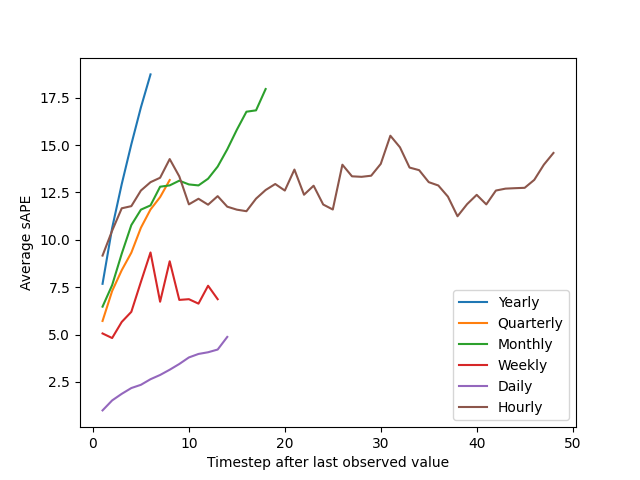 17.5
15.0
12.5
10.0
7.5
5.0
2.5
Average sAPE
0
10
20
30
40
50
Timestep after last observed value
Yearly
Quarterly
Monthly
Weekly
Daily
Hourly